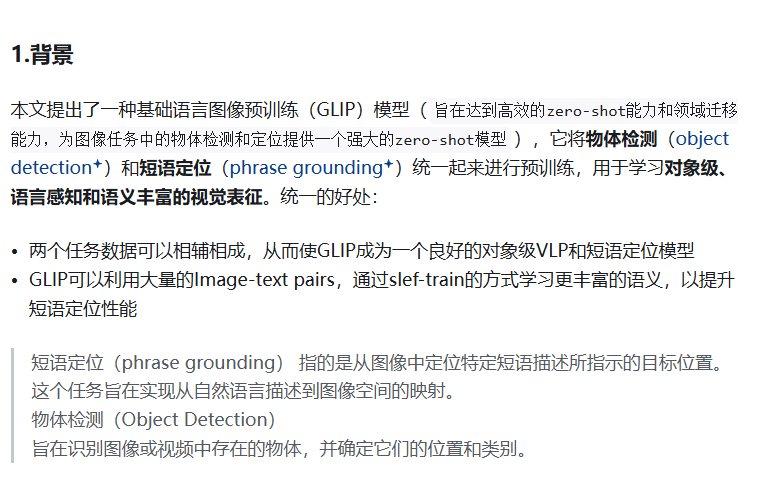 1.背景
本文提出了一种基础语言图像预训练（GLIP）模型（ 旨在达到高效的zero-shot能力和领域迁移
能力，为图像任务中的物体检测和定位提供一个强大的zero-shot模型 ），它将物体检测（object
detection）和短语定位（phrase grounding）统一起来进行预训练，用于学习对象级、
语言感知和语义丰富的视觉表征。统一的好处：
• 两个任务数据可以相辅相成，从而使GLIP成为一个良好的对象级VLP和短语定位模型
• GLIP可以利用大量的Image-text pairs，通过slef-train的方式学习更丰富的语义，以提升
短语定位性能
短语定位（phrase grounding） 指的是从图像中定位特定短语描述所指示的目标位置。
这个任务旨在实现从自然语言描述到图像空间的映射。
物体检测（Object Detection）
旨在识别图像或视频中存在的物体，并确定它们的位置和类别。